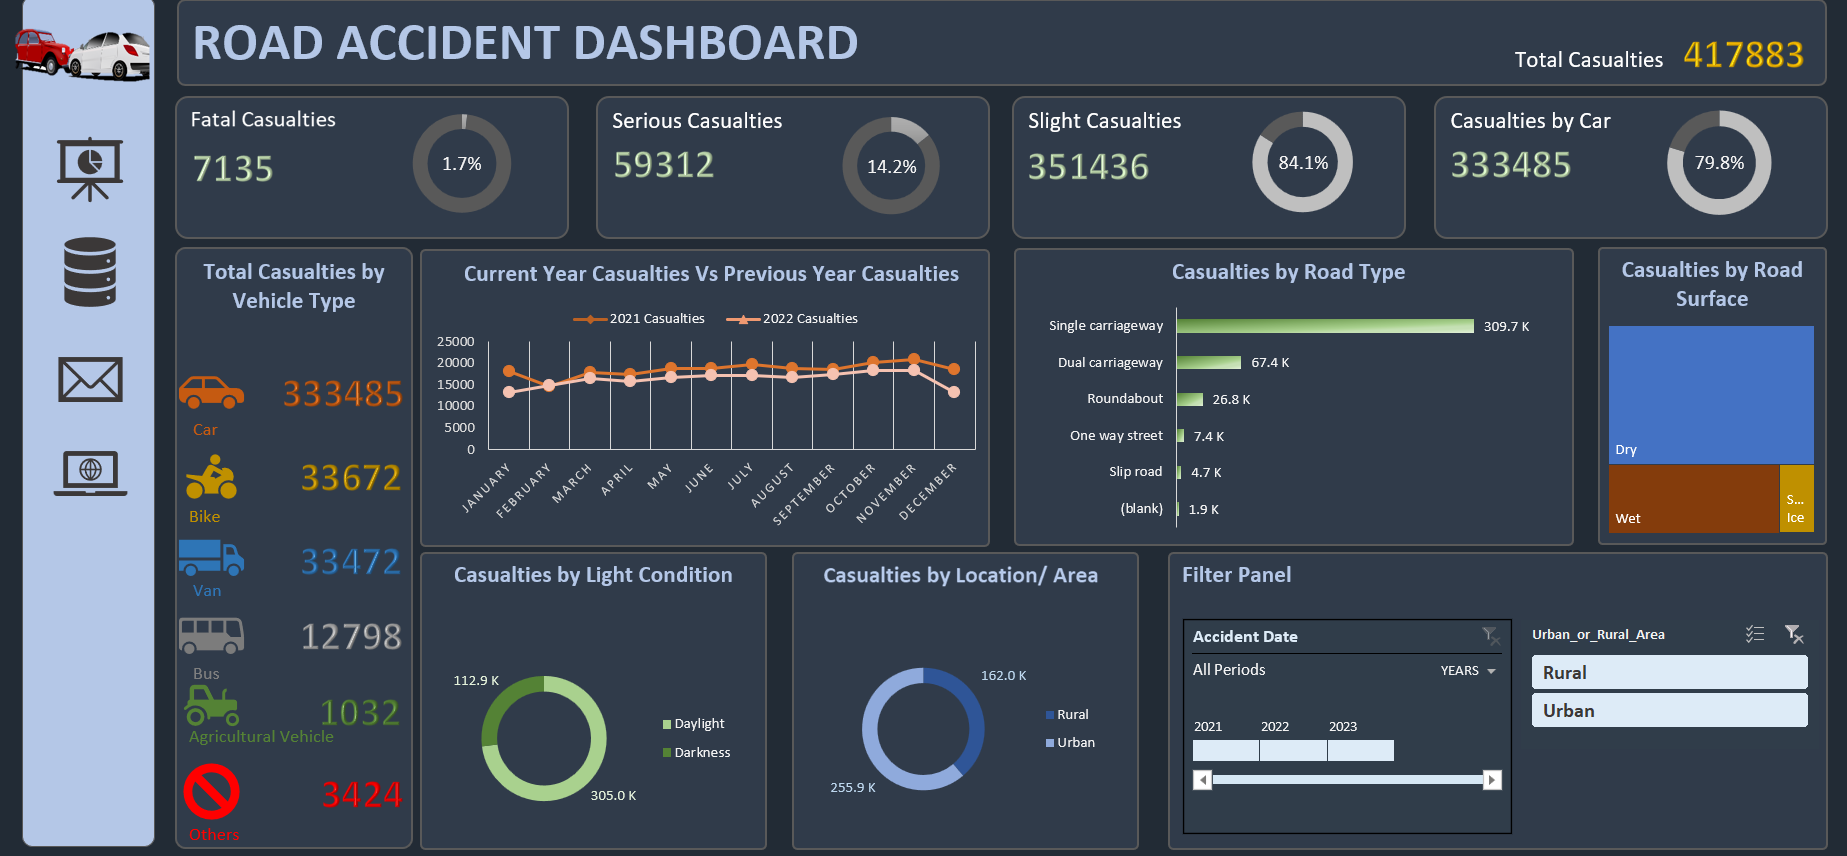 ROAD ACCIDENT DASHBOARD
Total Casualties 417883
Fatal Casualties
7135
1.7%
Serious Casualties
59312
14.2%
Slight Casualties
351436
84.1%
Casualties by Car
333485
79.8%
Total Casualties by
Vehicle Type
333485
Car
33672
Bike
33472
Van
12798
Bus
1032
Agricultural Vehicle
3424
Others
Current Year Casualties Vs Previous Year Casualties
2021 Casualties 2022 Casualties
25000
20000
15000
10000
5000
0
JANUARY
FEBRUARY
MARCH
APRIL
MAY
JUNE
JULY
AUGUST
SEPTEMBER
OCTOBER
NOVEMBER
DECEMBER
Casualties by Road Type
Single carriageway 309.7 K
Dual carriageway 67.4 K
Roundabout 26.8 K
One way street 7.4 K
Slip road 4.7 K
(blank) 1.9 K
Casualties by Road
Surface
Dry
Wet
S...
Ice
Casualties by Light Condition
112.9 K
305.0 K
Daylight
Darkness
Casualties by Location/ Area
162.0 K
255.9 K
Rural
Urban
Filter Panel
Accident Date
All Periods YEARS
2021 2022 2023
Urban_or_Rural_Area
Rural
Urban